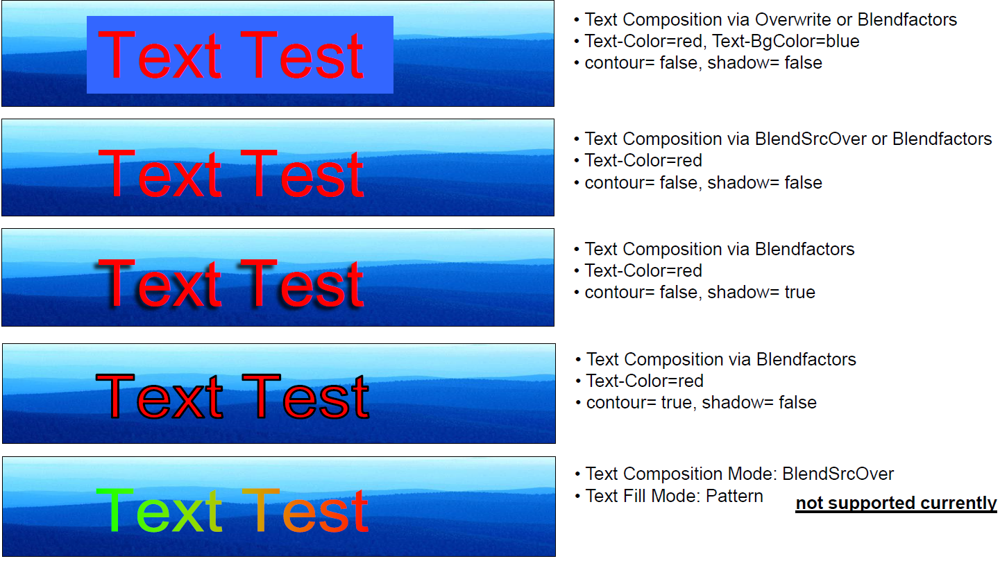 Text Test
• Text Composition via Overwrite or Blendfactors
• Text-Color=red, Text-BgColor=blue
• contour= false, shadow= false
Text Test
• Text Composition via BlendSrcOver or Blendfactors
• Text-Color=red
• contour= false, shadow= false
Text Test
• Text Composition via Blendfactors
• Text-Color=red
• contour= false, shadow= true
Text Test
• Text Composition via Blendfactors
• Text-Color=red
• contour= true, shadow= false
Text Test
• Text Composition Mode: BlendSrcOver
• Text Fill Mode: Pattern
not supported currently